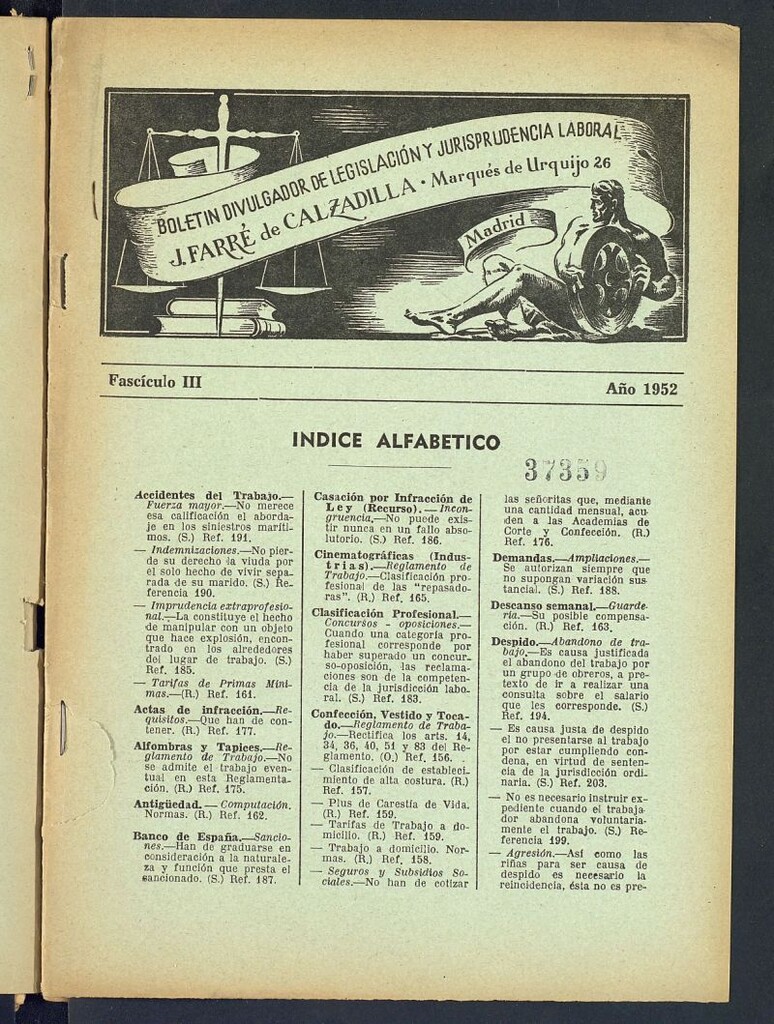 BOLETIN DIVULGADOR DE LEGISLACIÓN Y JURISPRUDENCIA LABORAL
J. FARRÉ de CALZADILLA · Marqués de Urquijo 26
Madrid
Fascículo III
Año 1952
INDICE ALFABETICO
37359
Accidentes del Trabajo.—
Fuerza mayor.—No merece
esa calificación el aborda-
je en los siniestros maríti-
mos. (S.) Ref. 191.
— Indemnizaciones.—No pier-
de su derecho la viuda por
el solo hecho de vivir sepa-
rada de su marido. (S.) Re-
ferencia 190.
— Imprudencia extraprofesio-
nal.—La constituye el hecho
de manipular con un objeto
que hace explosión, encon-
trado en los alrededores
del lugar de trabajo. (S.)
Ref. 185.
— Tarifas de Primas Míni-
mas.—(R.) Ref. 161.
Actas de infracción.—Re-
quisitos.—Que han de con-
tener. (R.) Ref. 177.
Alfombras y Tapices.—Re-
glamento de Trabajo.—No
se admite el trabajo even-
tual en esta Reglamenta-
ción. (R.) Ref. 175.
Antigüedad.—Computación.
Normas. (R.) Ref. 162.
Banco de España.—Sancio-
nes.—Han de graduarse en
consideración a la naturale-
za y función que presta el
sancionado. (S.) Ref. 187.
Casación por Infracción de
Ley (Recurso).—Incon-
gruencia.—No puede exis-
tir nunca en un fallo abso-
lutorio. (S.) Ref. 186.
Cinematográficas (Indus-
trias).—Reglamento de
Trabajo.—Clasificación pro-
fesional de las "repasado-
ras". (R.) Ref. 165.
Clasificación Profesional.—
Concursos - oposiciones.—
Cuando una categoría pro-
fesional corresponde por
haber superado un concur-
so-oposición, las reclama-
ciones son de la competen-
cia de la jurisdicción labo-
ral. (S.) Ref. 183.
Confección, Vestido y Toca-
do.—Reglamento de Traba-
jo.—Rectifica los arts. 14,
34, 36, 40, 51 y 83 del Re-
glamento. (O.) Ref. 156.
— Clasificación de estableci-
miento de alta costura. (R.)
Ref. 157.
— Plus de Carestía de Vida.
(R.) Ref. 159.
— Tarifas de Trabajo a do-
micilio. (R.) Ref. 159.
— Trabajo a domicilio. Nor-
mas. (R.) Ref. 158.
— Seguros y Subsidios So-
ciales.—No han de cotizar
las señoritas que, mediante
una cantidad mensual, acu-
den a las Academias de
Corte y Confección. (R.)
Ref. 176.
Demandas.—Ampliaciones.—
Se autorizan siempre que
no supongan variación sus-
tancial. (S.) Ref. 188.
Descanso semanal.—Guarde-
ría.—Su posible compensa-
ción. (R.) Ref. 163.
Despido.—Abandono de tra-
bajo.—Es causa justificada
el abandono del trabajo por
un grupo de obreros, a pre-
texto de ir a realizar una
consulta sobre el salario
que les corresponde. (S.)
Ref. 194.
— Es causa justa de despido
el no presentarse al trabajo
por estar cumpliendo con-
dena, en virtud de senten-
cia de la jurisdicción ordi-
naria. (S.) Ref. 203.
— No es necesario instruir ex-
pediente cuando el trabaja-
dor abandona voluntaria-
mente el trabajo. (S.) Re-
ferencia 199.
— Agresión.—Así como las
riñas para ser causa de
despido es necesario la
reincidencia, ésta no es pre-